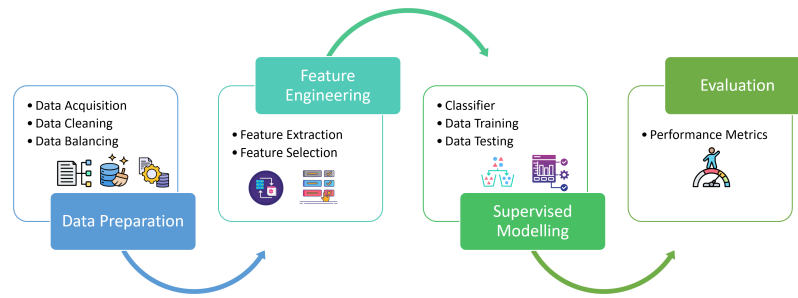 • Data Acquisition
• Data Cleaning
• Data Balancing
Data Preparation
Feature
Engineering
• Feature Extraction
• Feature Selection
• Classifier
• Data Training
• Data Testing
Supervised
Modelling
Evaluation
• Performance Metrics